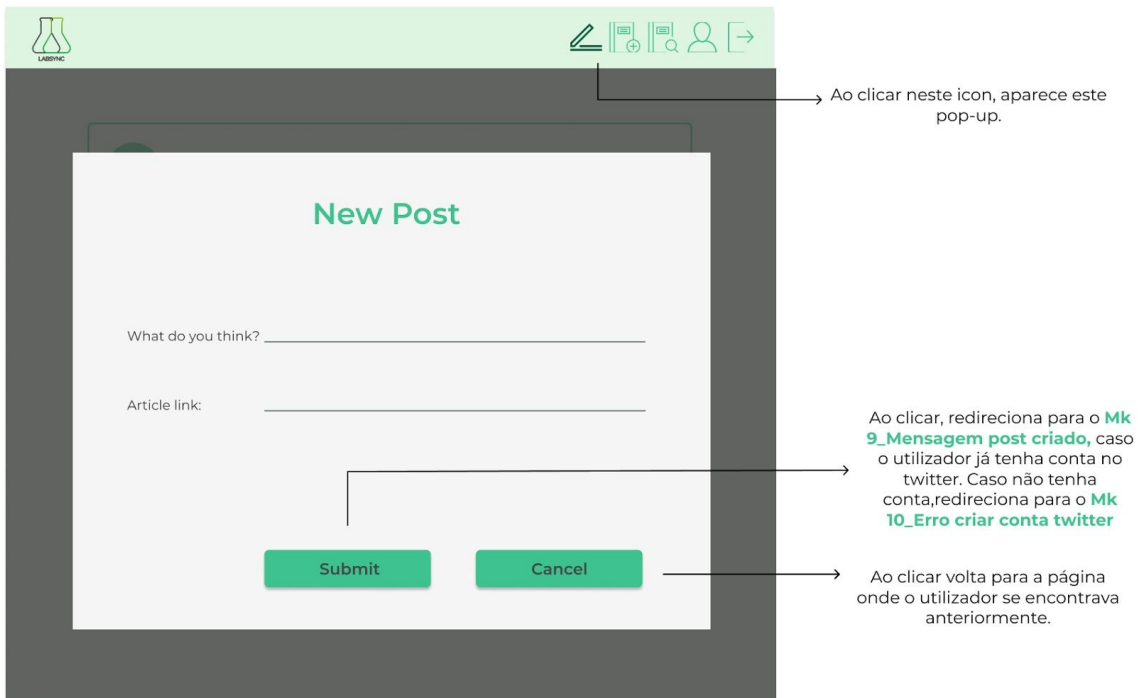 LABSYNC
Ao clicar neste icon, aparece este
pop-up.
New Post
What do you think?
Article link:
Ao clicar, redireciona para o Mk
9_Mensagem post criado, caso
o utilizador já tenha conta no
twitter. Caso não tenha
conta,redireciona para o Mk
10_Erro criar conta twitter
Submit
Cancel
Ao clicar volta para a página
onde o utilizador se encontrava
anteriormente.